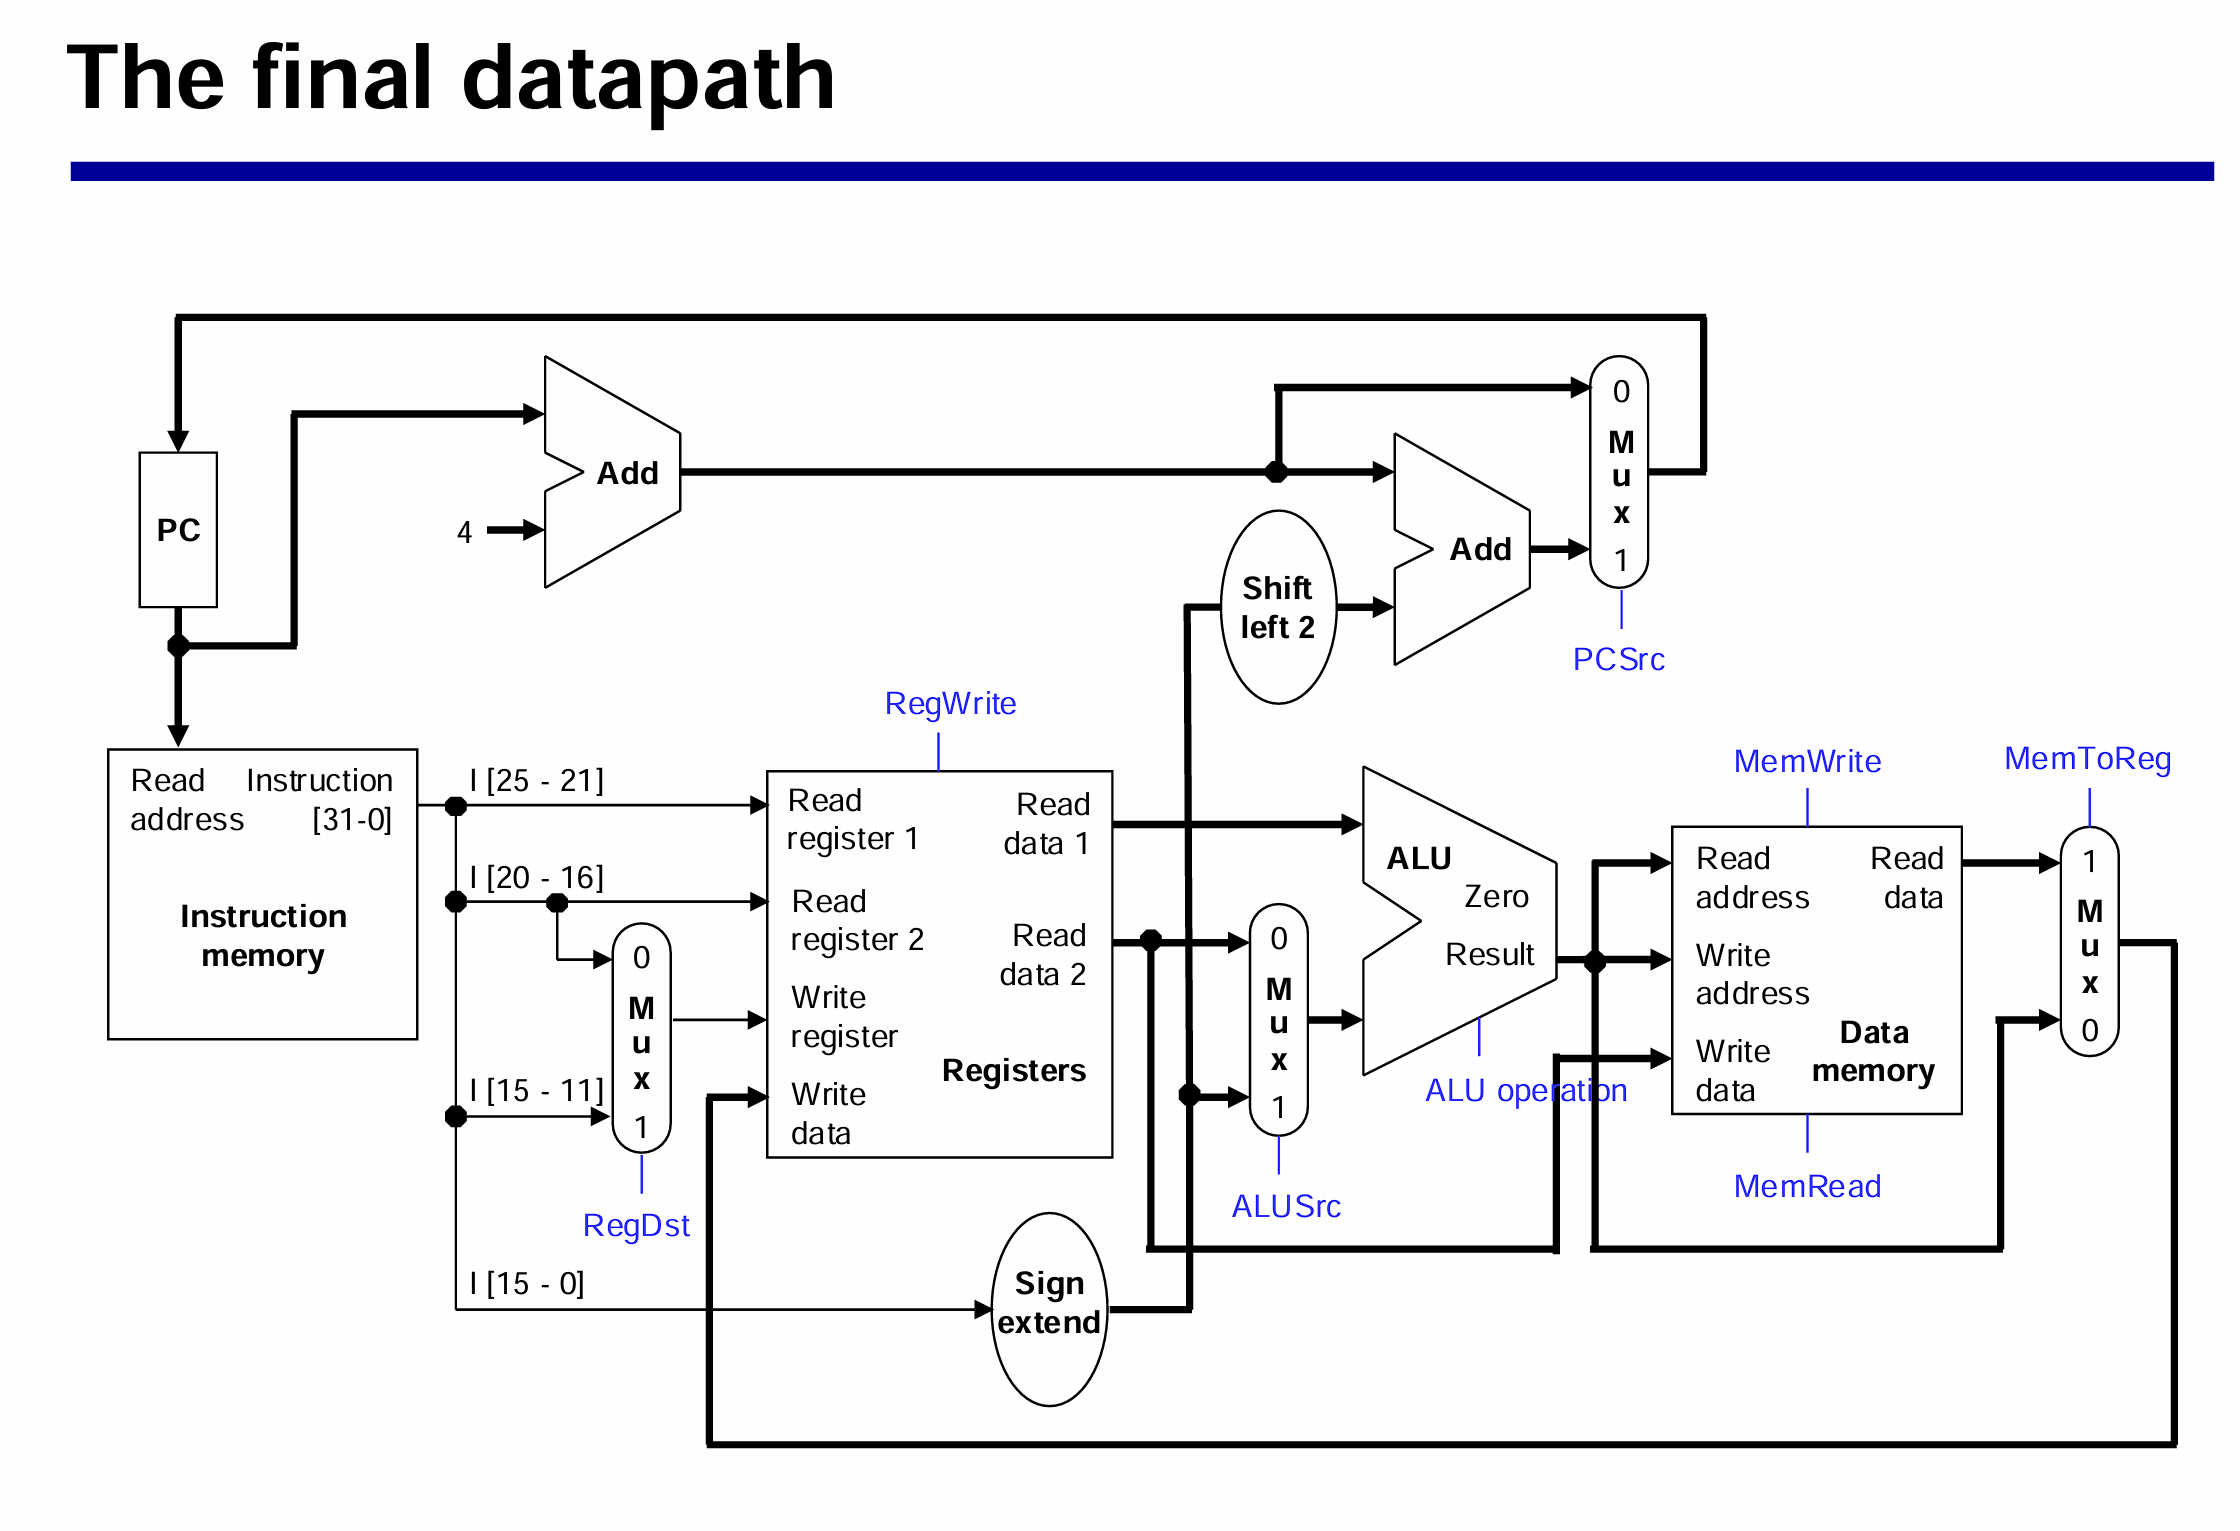 The final datapath
0
M
u
x
1
Add
4
PC
Add
Shift
left 2
PCSrc
RegWrite
MemWrite
MemToReg
Read
address
Instruction
[31-0]
Instruction
memory
I [25 - 21]
I [20 - 16]
I [15 - 11]
I [15 - 0]
0
M
u
x
1
RegDst
Read
register 1
Read
register 2
Write
register
Write
data
Read
data 1
Read
data 2
Registers
Sign
extend
0
M
u
x
1
ALUSrc
ALU
Zero
Result
ALU operation
Read
address
Write
address
Write
data
Read
data
Data
memory
MemRead
1
M
u
x
0